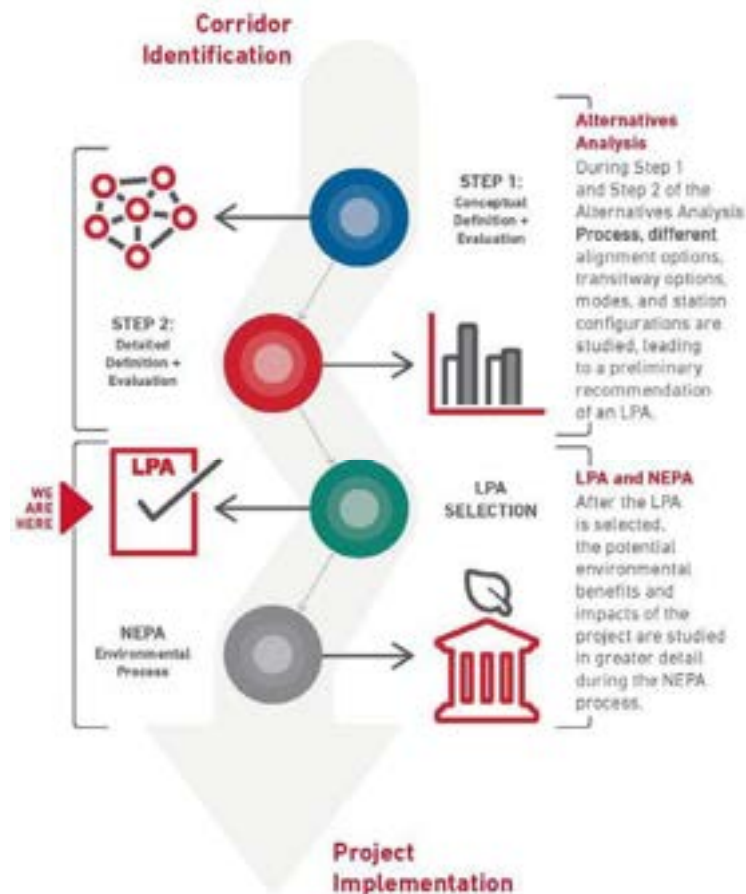 Corridor
Identification
STEP 1:
Conceptual
Definition +
Evaluation
Alternatives
Analysis
During Step 1
and Step 2 of the
Alternatives Analysis
Process, different
alignment options,
transitway options,
modes, and station
configurations are
studied, leading
to a preliminary
recommendation
of an LPA.
STEP 2:
Detailed
Definition +
Evaluation
WE
ARE
HERE
LPA
LPA
SELECTION
LPA and NEPA
After the LPA
is selected,
the potential
environmental
benefits and
impacts of the
project are studied
in greater detail
during the NEPA
process.
NEPA
Environmental
Process
Project
Implementation